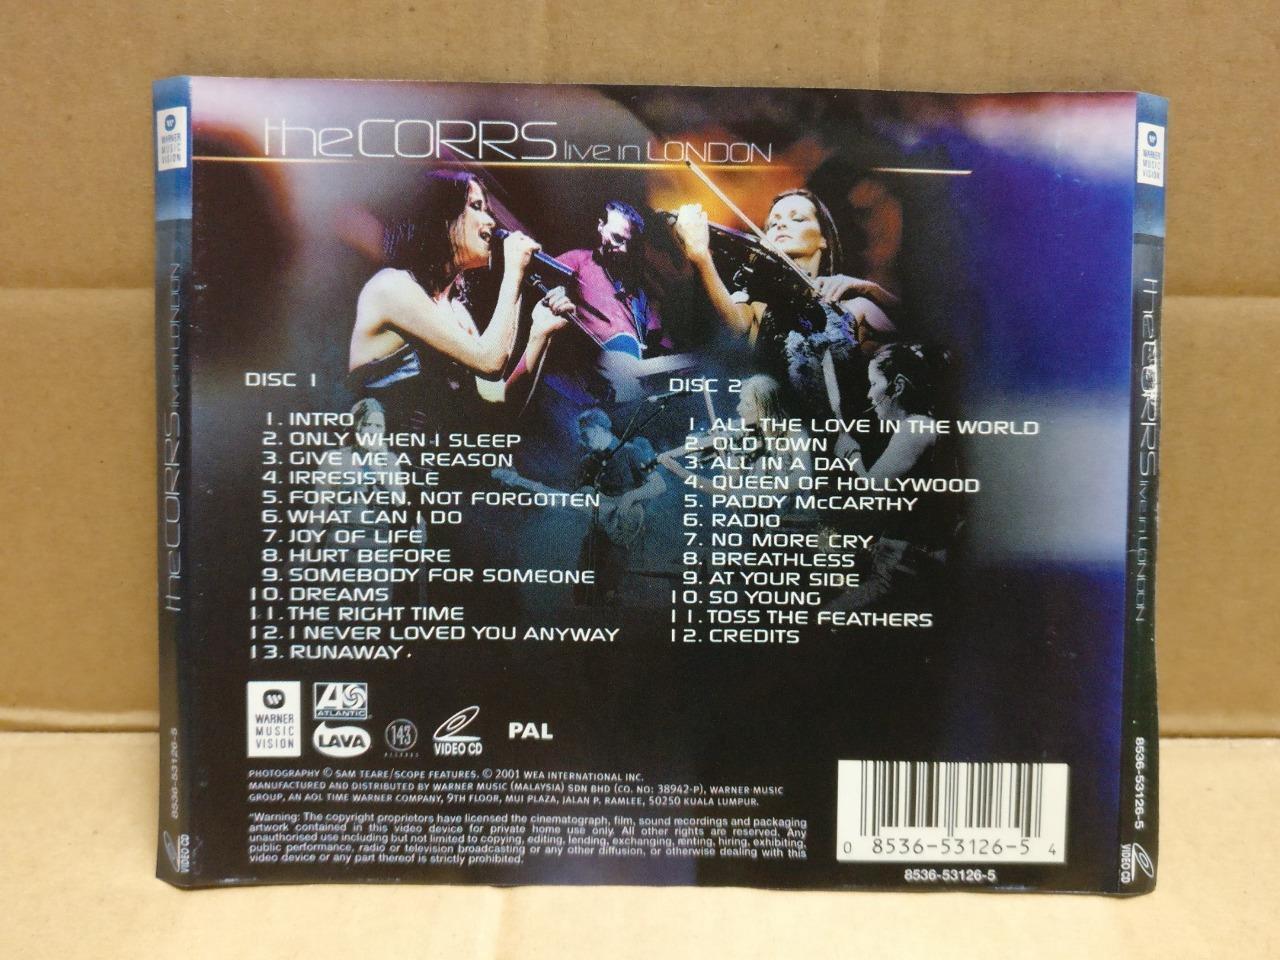 the CORRS live in LONDON
WARNER
MUSIC
VISION
the CORRS live in LONDON
8536-53126-5
VIDEO CD
DISC 1
1. INTRO
2. ONLY WHEN I SLEEP
3. GIVE ME A REASON
4. IRRESISTIBLE
5. FORGIVEN, NOT FORGOTTEN
6. WHAT CAN I DO
7. JOY OF LIFE
8. HURT BEFORE
9. SOMEBODY FOR SOMEONE
10. DREAMS
11. THE RIGHT TIME
12. I NEVER LOVED YOU ANYWAY
13. RUNAWAY.
DISC 2
1. ALL THE LOVE IN THE WORLD
2. OLD TOWN
3. ALL IN A DAY
4. QUEEN OF HOLLYWOOD
5. PADDY McCARTHY
6. RADIO
7. NO MORE CRY
8. BREATHLESS
9. AT YOUR SIDE
10. SO YOUNG
11. TOSS THE FEATHERS
12. CREDITS
WARNER
MUSIC
VISION
ATLANTIC
LAVA
143
RECORDS
VIDEO CD
PAL
PHOTOGRAPHY © SAM TEARE/SCOPE FEATURES. © 2001 WEA INTERNATIONAL INC.
MANUFACTURED AND DISTRIBUTED BY WARNER MUSIC (MALAYSIA) SDN BHD (CO. NO: 38942-P), WARNER MUSIC
GROUP, AN AOL TIME WARNER COMPANY, 9TH FLOOR, MUI PLAZA, JALAN P. RAMLEE, 50250 KUALA LUMPUR.
"Warning: The copyright proprietors have licensed the cinematograph, film, sound recordings and packaging
artwork contained in this video device for private home use only. All other rights are reserved. Any
unauthorised use including but not limited to copying, editing, lending, exchanging, renting, hiring, exhibiting,
public performance, radio or television broadcasting or any other diffusion, or otherwise dealing with this
video device or any part thereof is strictly prohibited.
0 8536-53126-5 4
8536-53126-5
WARNER
MUSIC
VISION
the CORRS live in LONDON
8536-53126-5
VIDEO CD